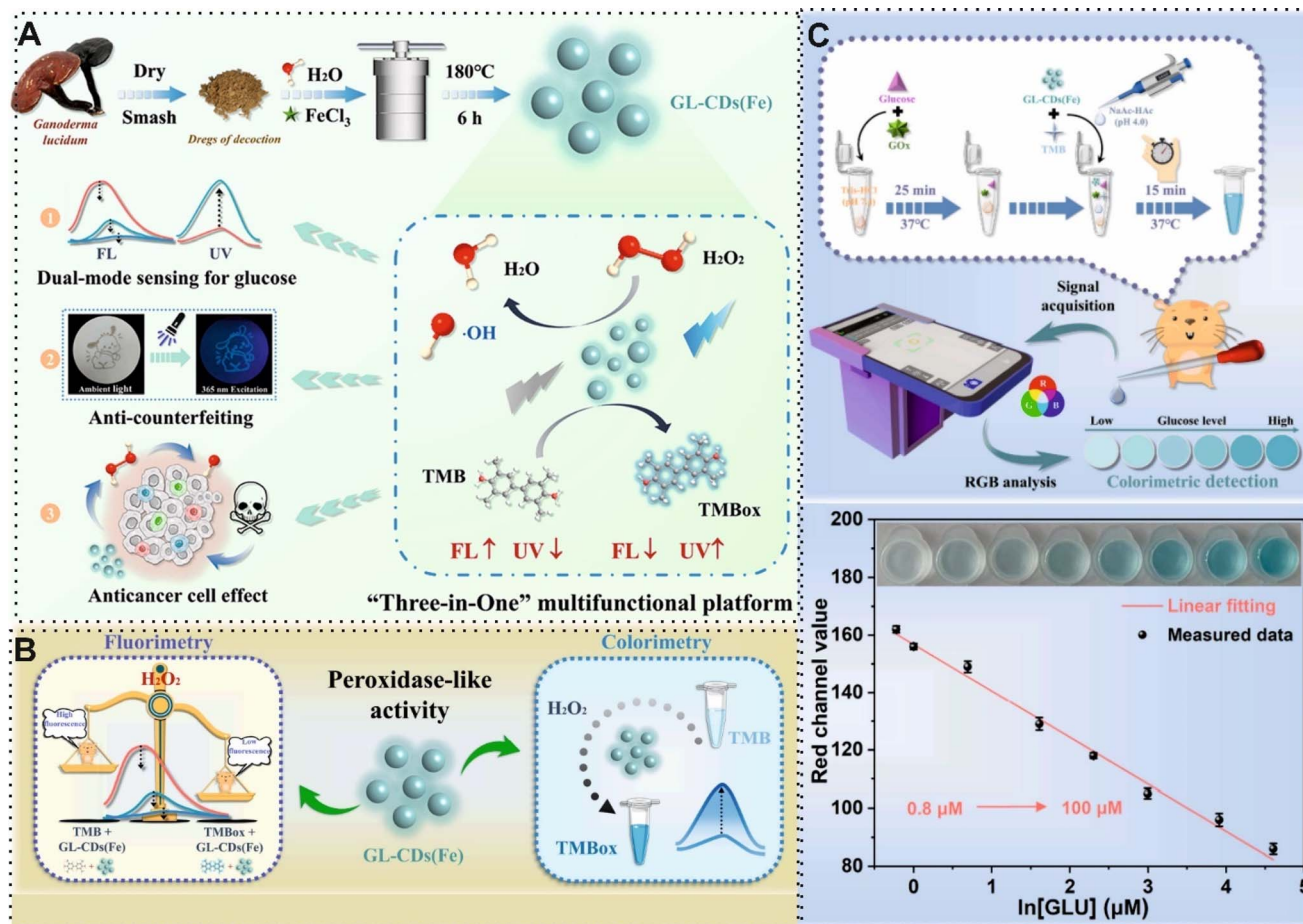 A
Dry
Smash
H2O
FeCl3
180℃
6 h
GL-CDs(Fe)
Ganoderma
lucidum
Dregs of decoction
1
FL
UV
Dual-mode sensing for glucose
2
Ambient light
365 nm Excitation
Anti-counterfeiting
3
Anticancer cell effect
H2O
H2O2
·OH
TMB
TMBox
FL↑ UV↓
FL↓ UV↑
“Three-in-One” multifunctional platform
B
Fluorimetry
H2O2
High
fluorescence
Low
fluorescence
TMB +
GL-CDs(Fe)
TMBox +
GL-CDs(Fe)
+
+
Peroxidase-like
activity
GL-CDs(Fe)
Colorimetry
H2O2
TMB
TMBox
C
Glucose
+
GOx
Tris-HCl
GL-CDs(Fe)
+
TMB
NaAc-HAc
(pH 4.0)
25 min
37℃
15 min
37℃
Signal
acquisition
R
G
B
RGB analysis
Low
Glucose level
High
Colorimetric detection
Red channel value
200
180
160
140
120
100
80
Linear fitting
Measured data
0.8 μM
100 μM
0
1
2
3
4
5
ln[GLU] (μM)